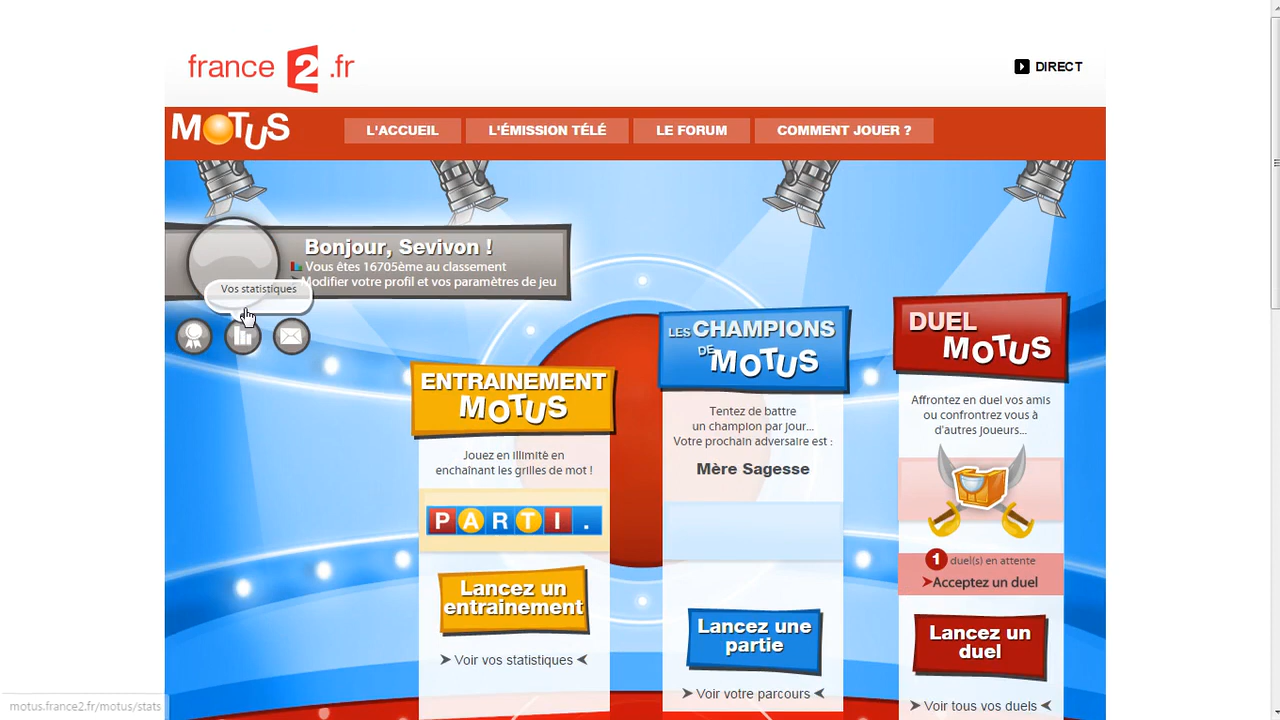 france 2 .fr
DIRECT
MOTUS
L'ACCUEIL
L'ÉMISSION TÉLÉ
LE FORUM
COMMENT JOUER ?
Bonjour, Sevivon !
Vous êtes 16705ème au classement
Modifier votre profil et vos paramètres de jeu
Vos statistiques
ENTRAINEMENT
MOTUS
Jouez en illimité en
enchaînant les grilles de mot !
PARTI.
Lancez un
entrainement
➤ Voir vos statistiques ➤
LES CHAMPIONS
DE MOTUS
Tentez de battre
un champion par jour...
Votre prochain adversaire est :
Mère Sagesse
Lancez une
partie
➤ Voir votre parcours ➤
DUEL
MOTUS
Affrontez en duel vos amis
ou confrontez vous à
d'autres joueurs...
1 duel(s) en attente
➤Acceptez un duel
Lancez un
duel
➤ Voir tous vos duels ➤
motus.france2.fr/motus/stats